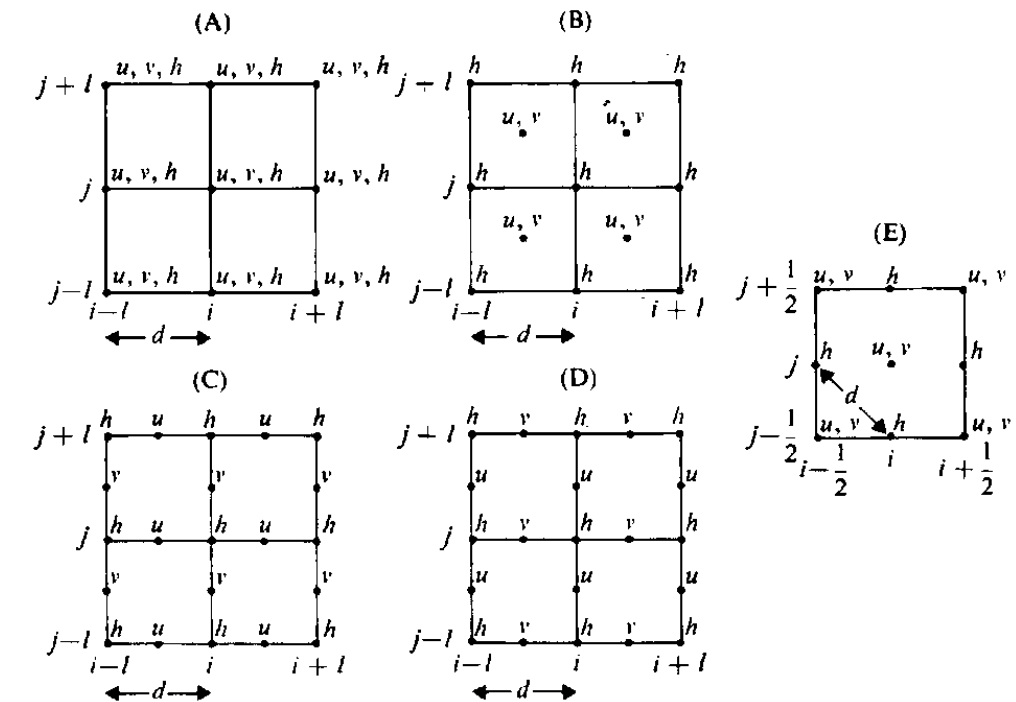 (A)
j + l u, v, h u, v, h u, v, h
j u, v, h u, v, h u, v, h
j−l u, v, h u, v, h u, v, h
i−l i i + l
d
(B)
j + l h h h
u, v u, v
j h h h
u, v u, v
j−l h h h
i−l i i + l
d
(C)
j + l h u h u h
v v v
j h u h u h
v v v
j−l h u h u h
i−l i i + l
d
(D)
j + l h v h v h
u u u
j h v h v h
u u u
j−l h v h v h
i−l i i + l
d
(E)
j + 1/2 u, v h u, v
j h u, v h
d
j−1/2 u, v h u, v
i−1/2 i i + 1/2